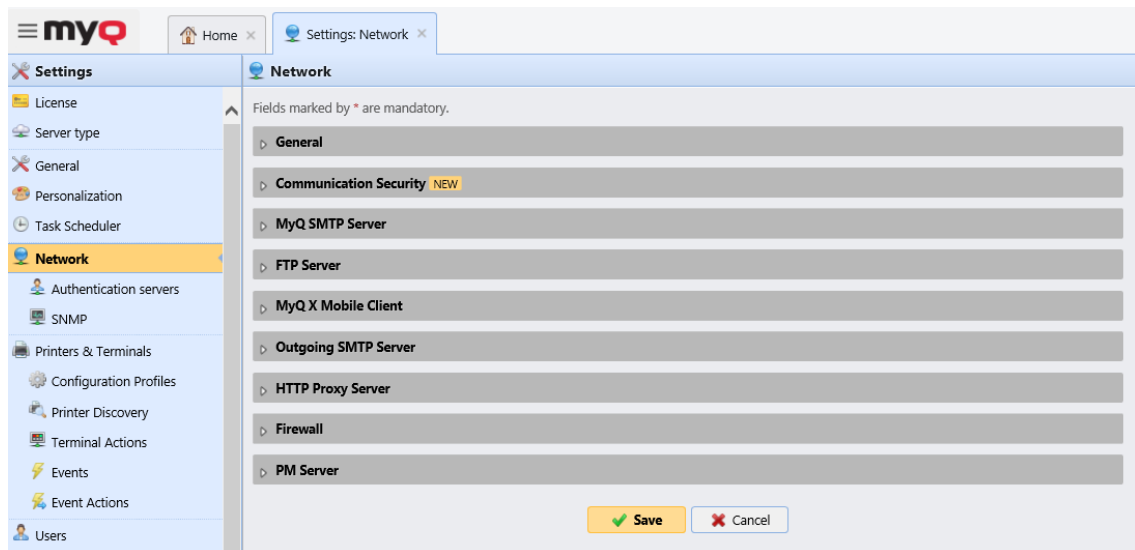 myQ
Home
Settings: Network
Settings
License
Server type
General
Personalization
Task Scheduler
Network
Authentication servers
SNMP
Printers & Terminals
Configuration Profiles
Printer Discovery
Terminal Actions
Events
Event Actions
Users
Network
Fields marked by * are mandatory.
General
Communication Security NEW
MyQ SMTP Server
FTP Server
MyQ X Mobile Client
Outgoing SMTP Server
HTTP Proxy Server
Firewall
PM Server
Save
Cancel